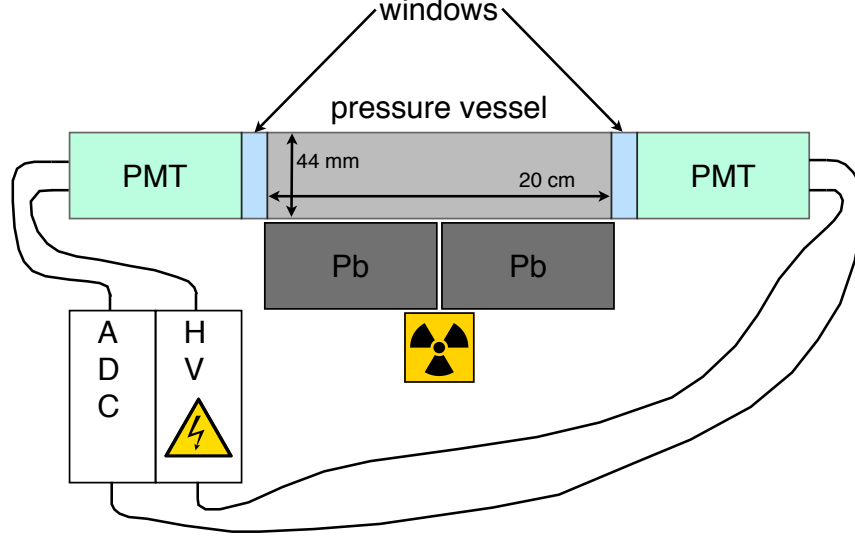 windows
pressure vessel
PMT
44 mm
20 cm
PMT
Pb
Pb
A
D
C
H
V